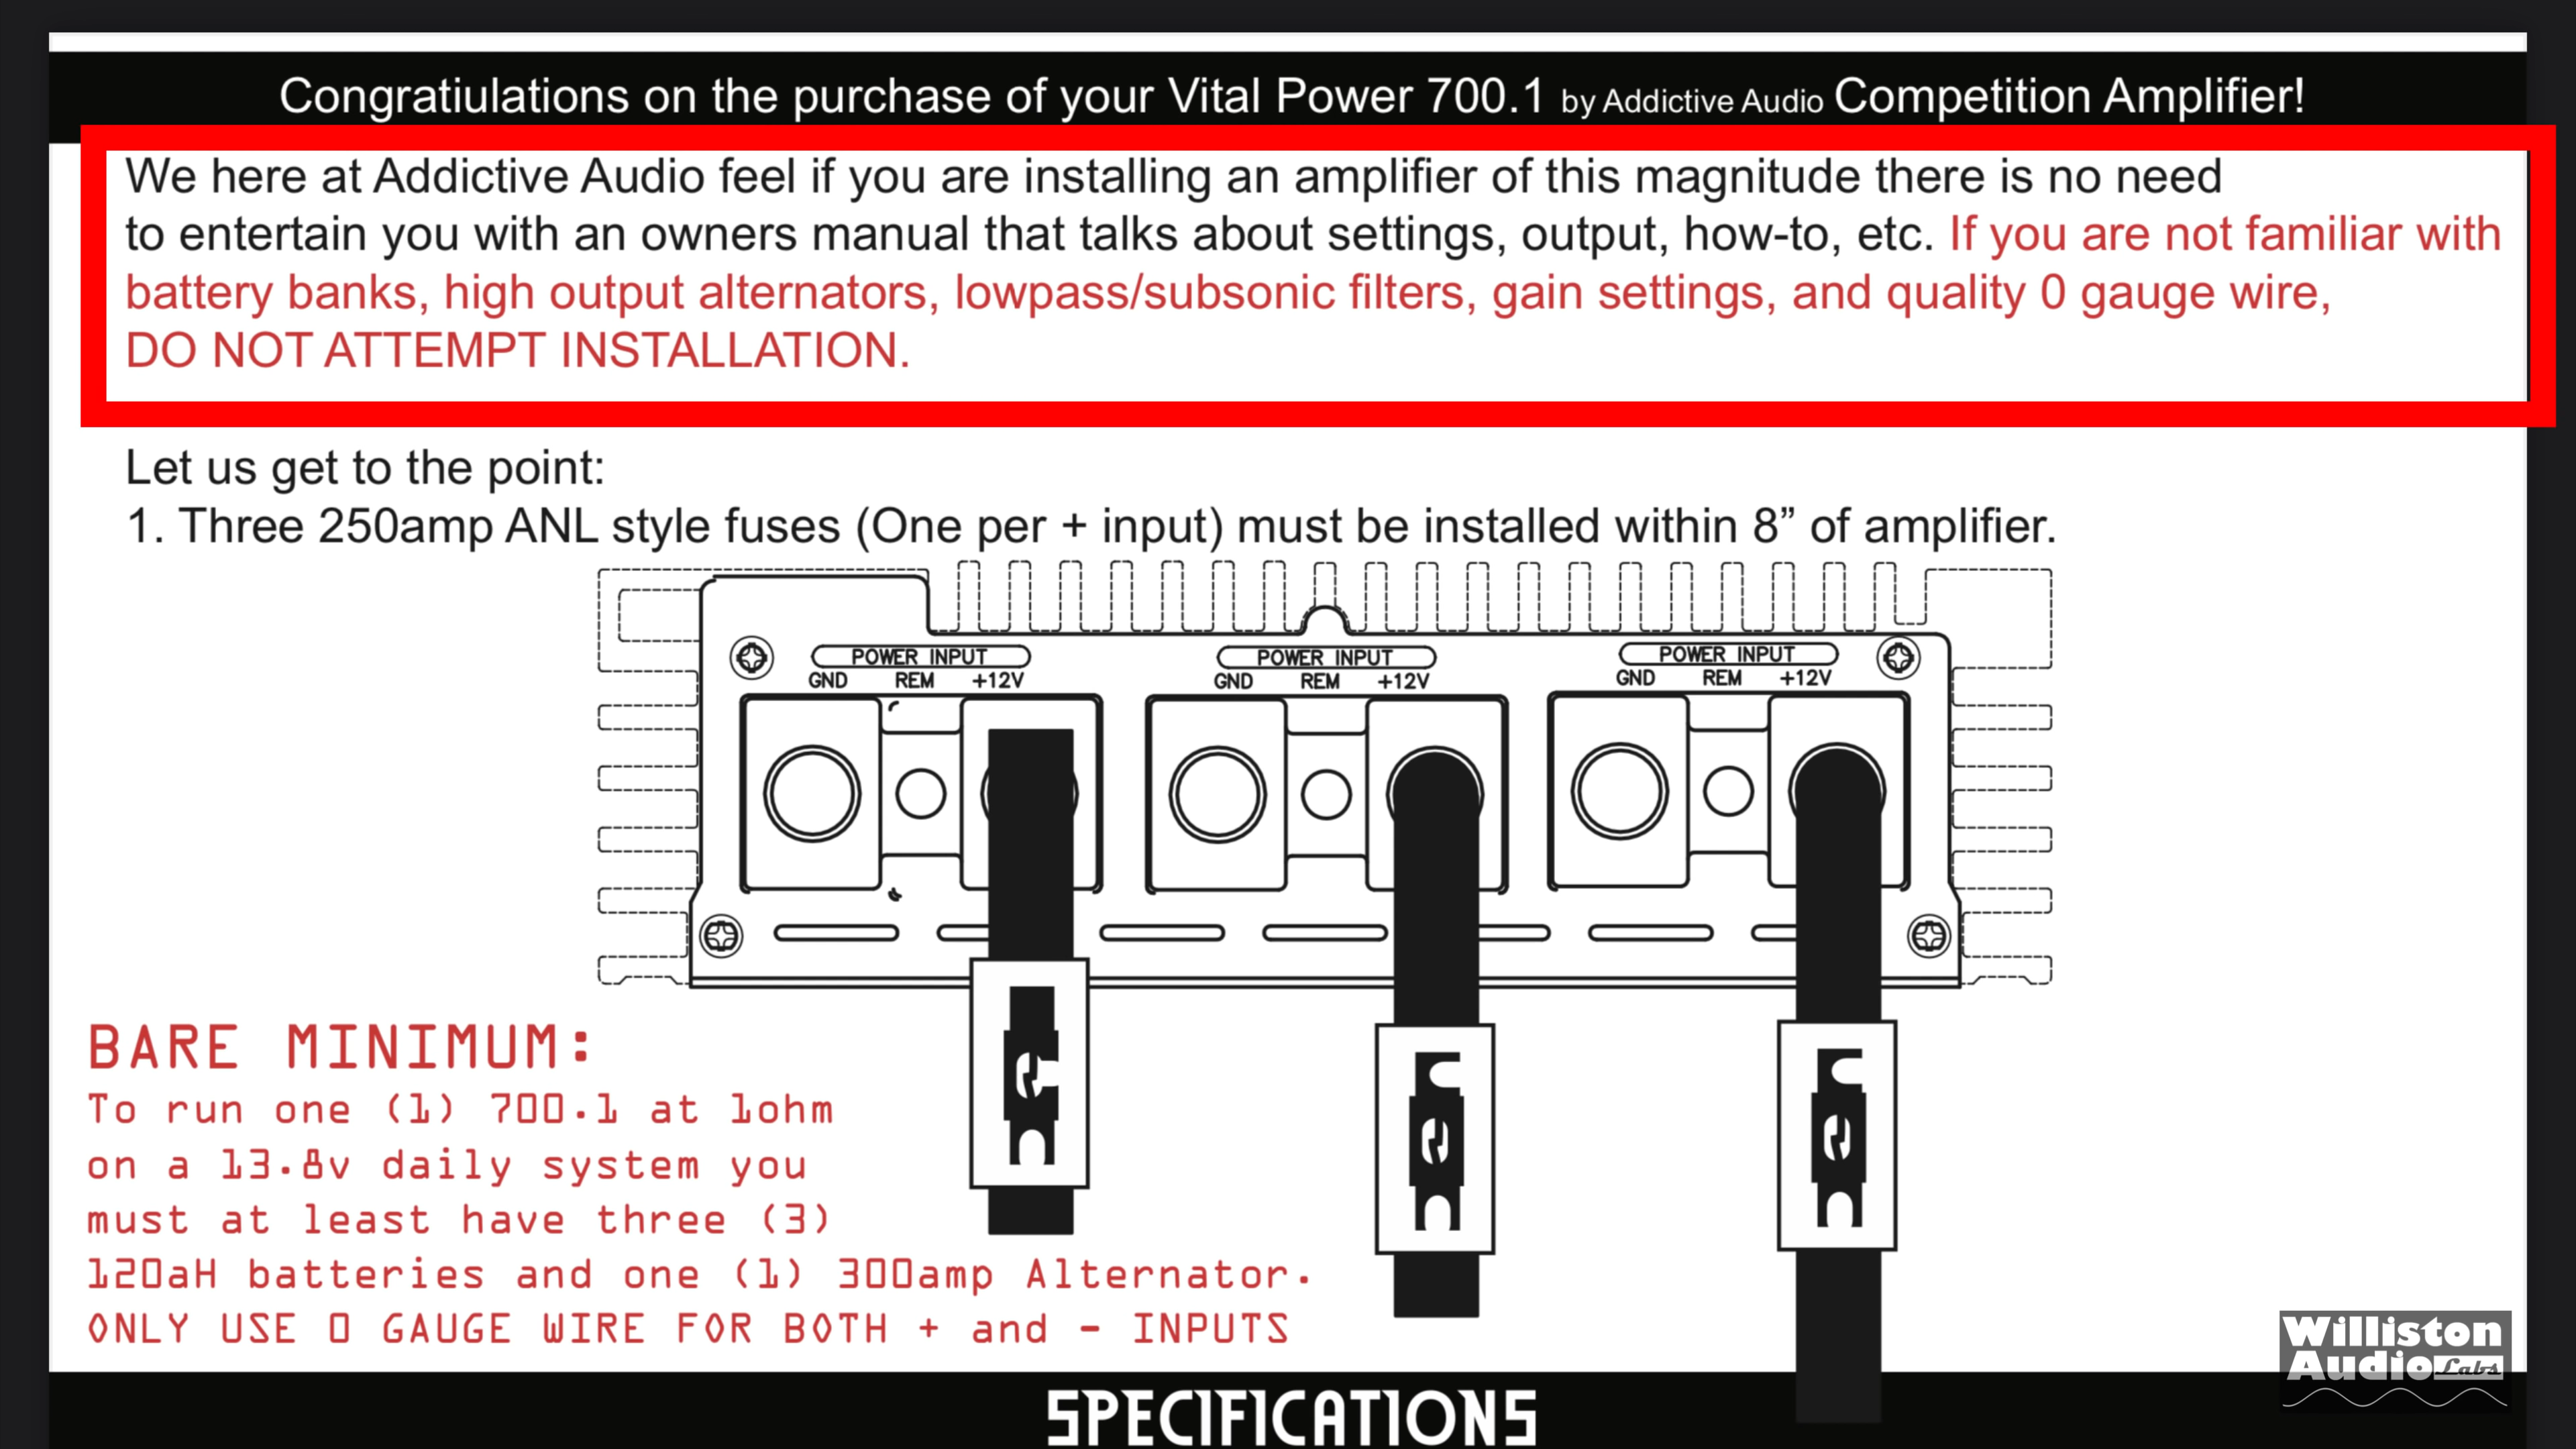 Congratiulations on the purchase of your Vital Power 700.1 by Addictive Audio Competition Amplifier!
We here at Addictive Audio feel if you are installing an amplifier of this magnitude there is no need
to entertain you with an owners manual that talks about settings, output, how-to, etc. If you are not familiar with
battery banks, high output alternators, lowpass/subsonic filters, gain settings, and quality 0 gauge wire,
DO NOT ATTEMPT INSTALLATION.
Let us get to the point:
1. Three 250amp ANL style fuses (One per + input) must be installed within 8” of amplifier.
POWER INPUT POWER INPUT POWER INPUT
GND REM +12V GND REM +12V GND REM +12V
BARE MINIMUM:
To run one (1) 700.1 at 1ohm
on a 13.8v daily system you
must at least have three (3)
120aH batteries and one (1) 300amp Alternator.
ONLY USE 0 GAUGE WIRE FOR BOTH + and - INPUTS
SPECIFICATIONS
Williston
Audio Labs